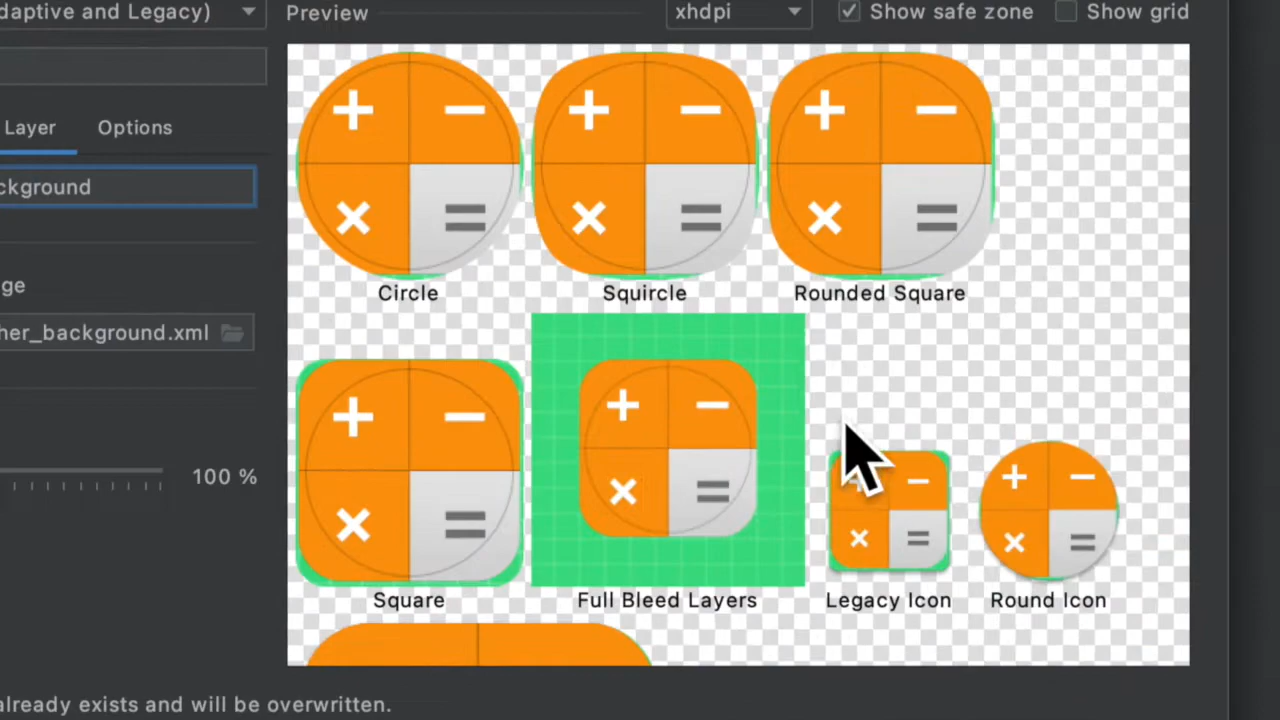 daptive and Legacy)
Preview
xhdpi
Show safe zone
Show grid
Layer
Options
ckground
ge
her_background.xml
100 %
+ −
× =
Circle
+ −
× =
Squircle
+ −
× =
Rounded Square
+ −
× =
Square
+ −
× =
Full Bleed Layers
+ −
× =
Legacy Icon
+ −
× =
Round Icon
already exists and will be overwritten.